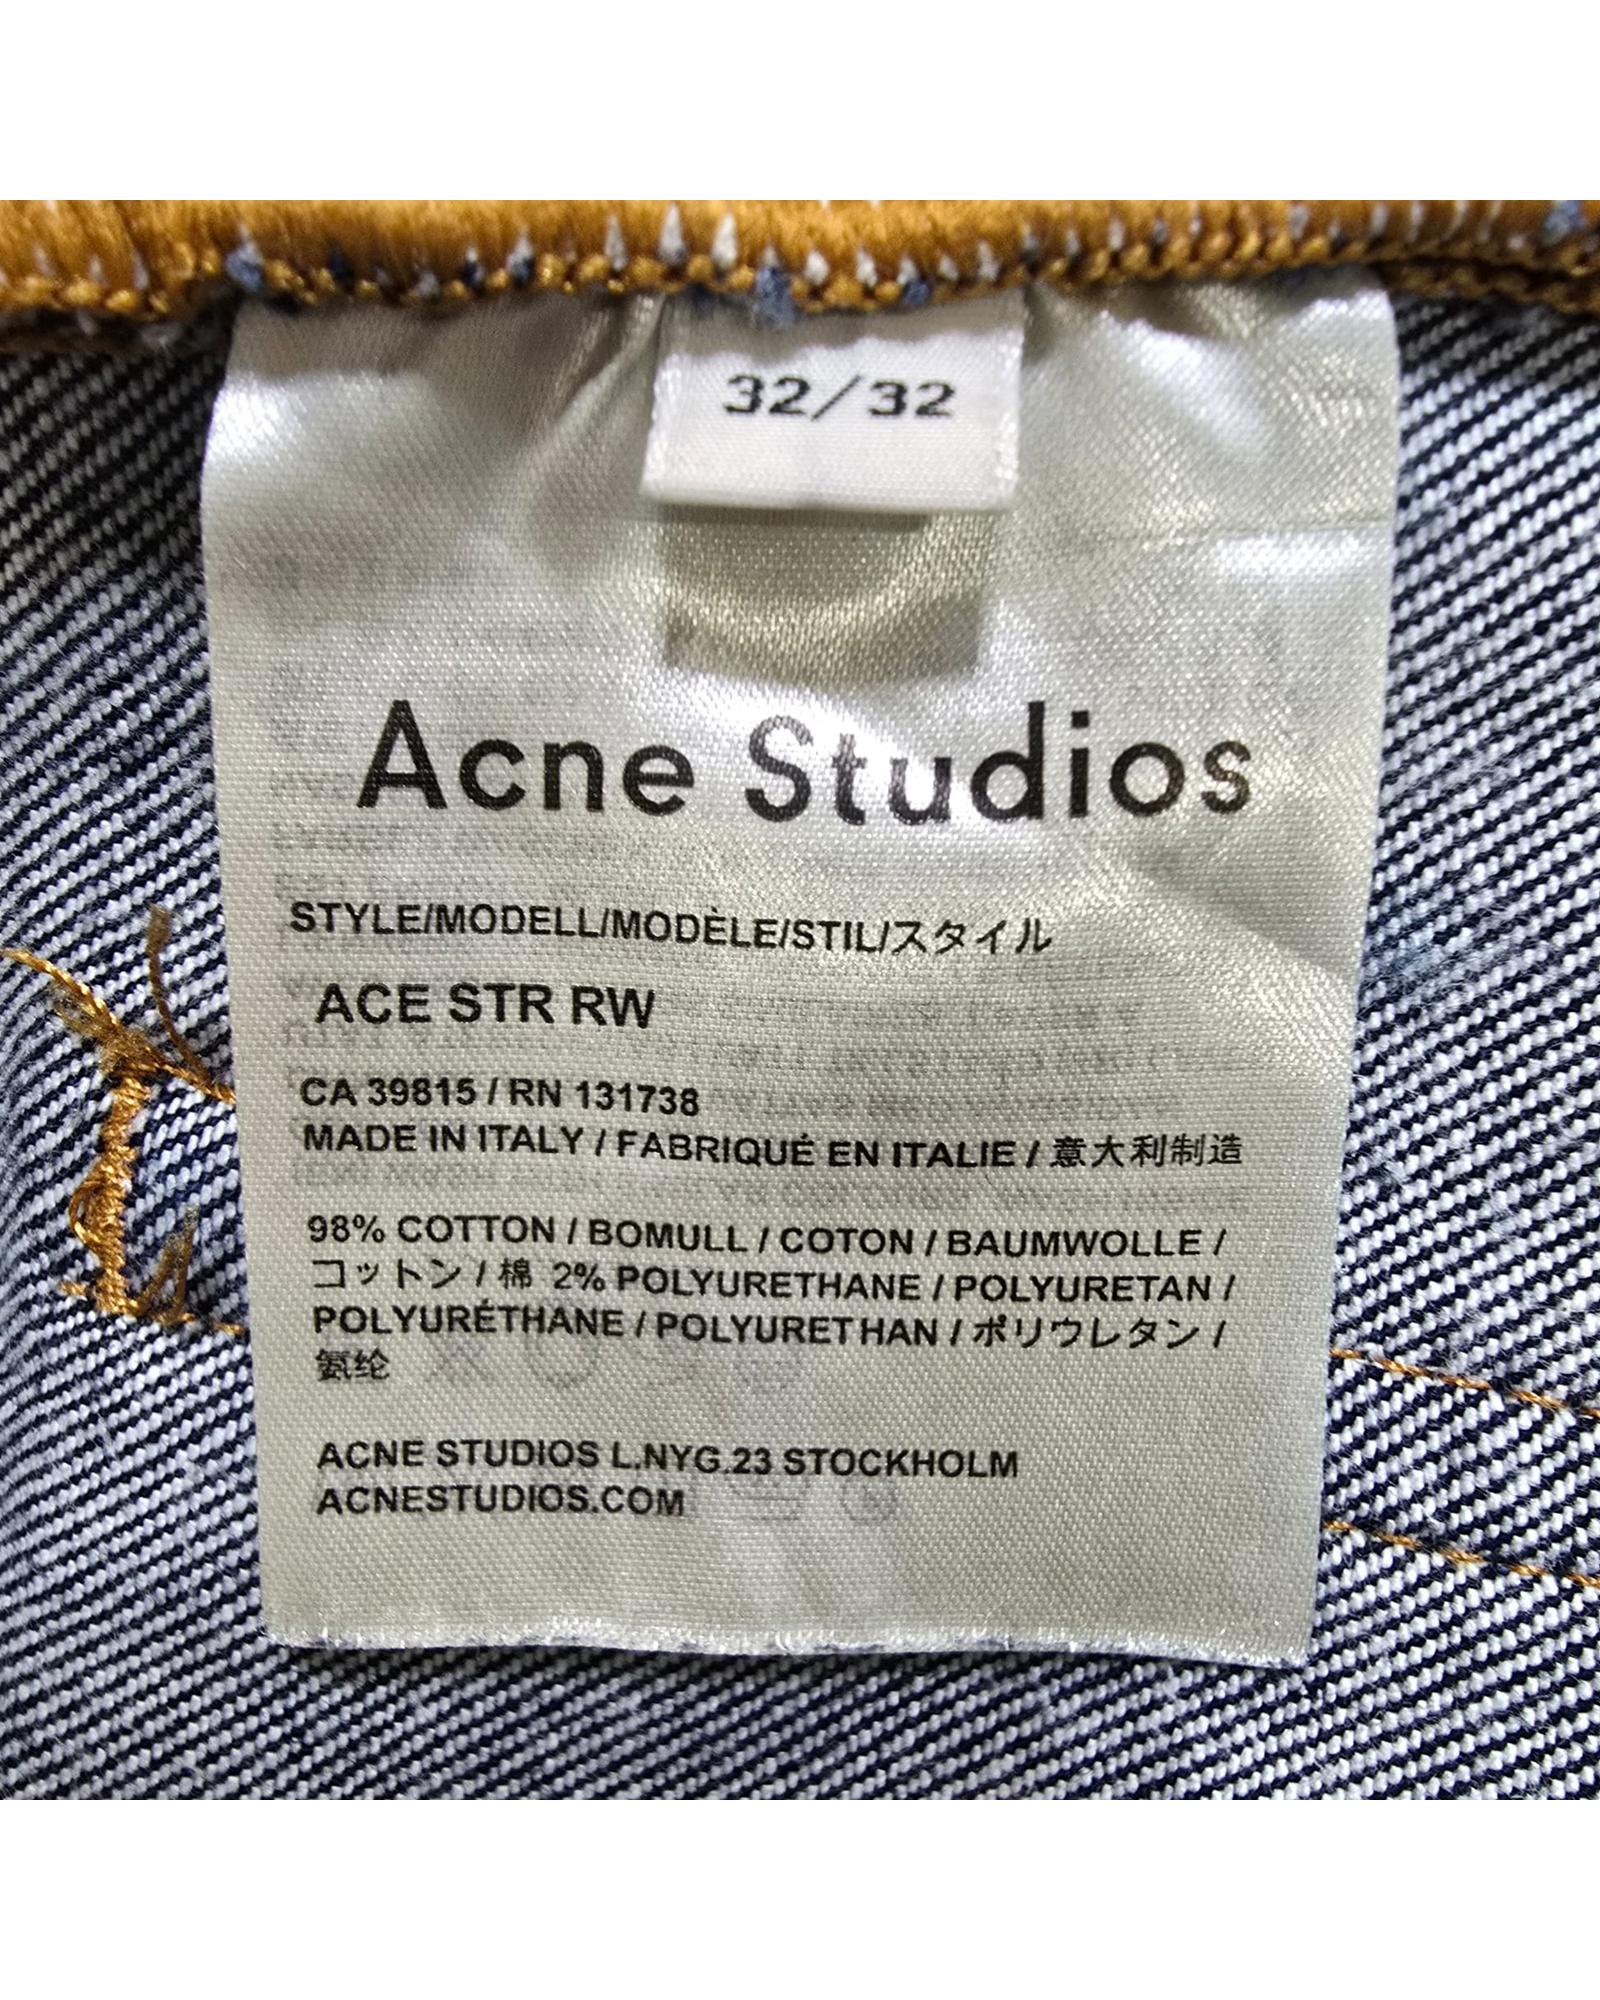 32/32
Acne Studios
STYLE/MODELL/MODÈLE/STIL/スタイル
ACE STR RW
CA 39815 / RN 131738
MADE IN ITALY / FABRIQUÉ EN ITALIE / 意大利制造
98% COTTON / BOMULL / COTON / BAUMWOLLE /
コットン / 棉 2% POLYURETHANE / POLYURETAN /
POLYURÉTHANE / POLYURETHAN / ポリウレタン /
氨纶
ACNE STUDIOS L.NYG.23 STOCKHOLM
ACNESTUDIOS.COM